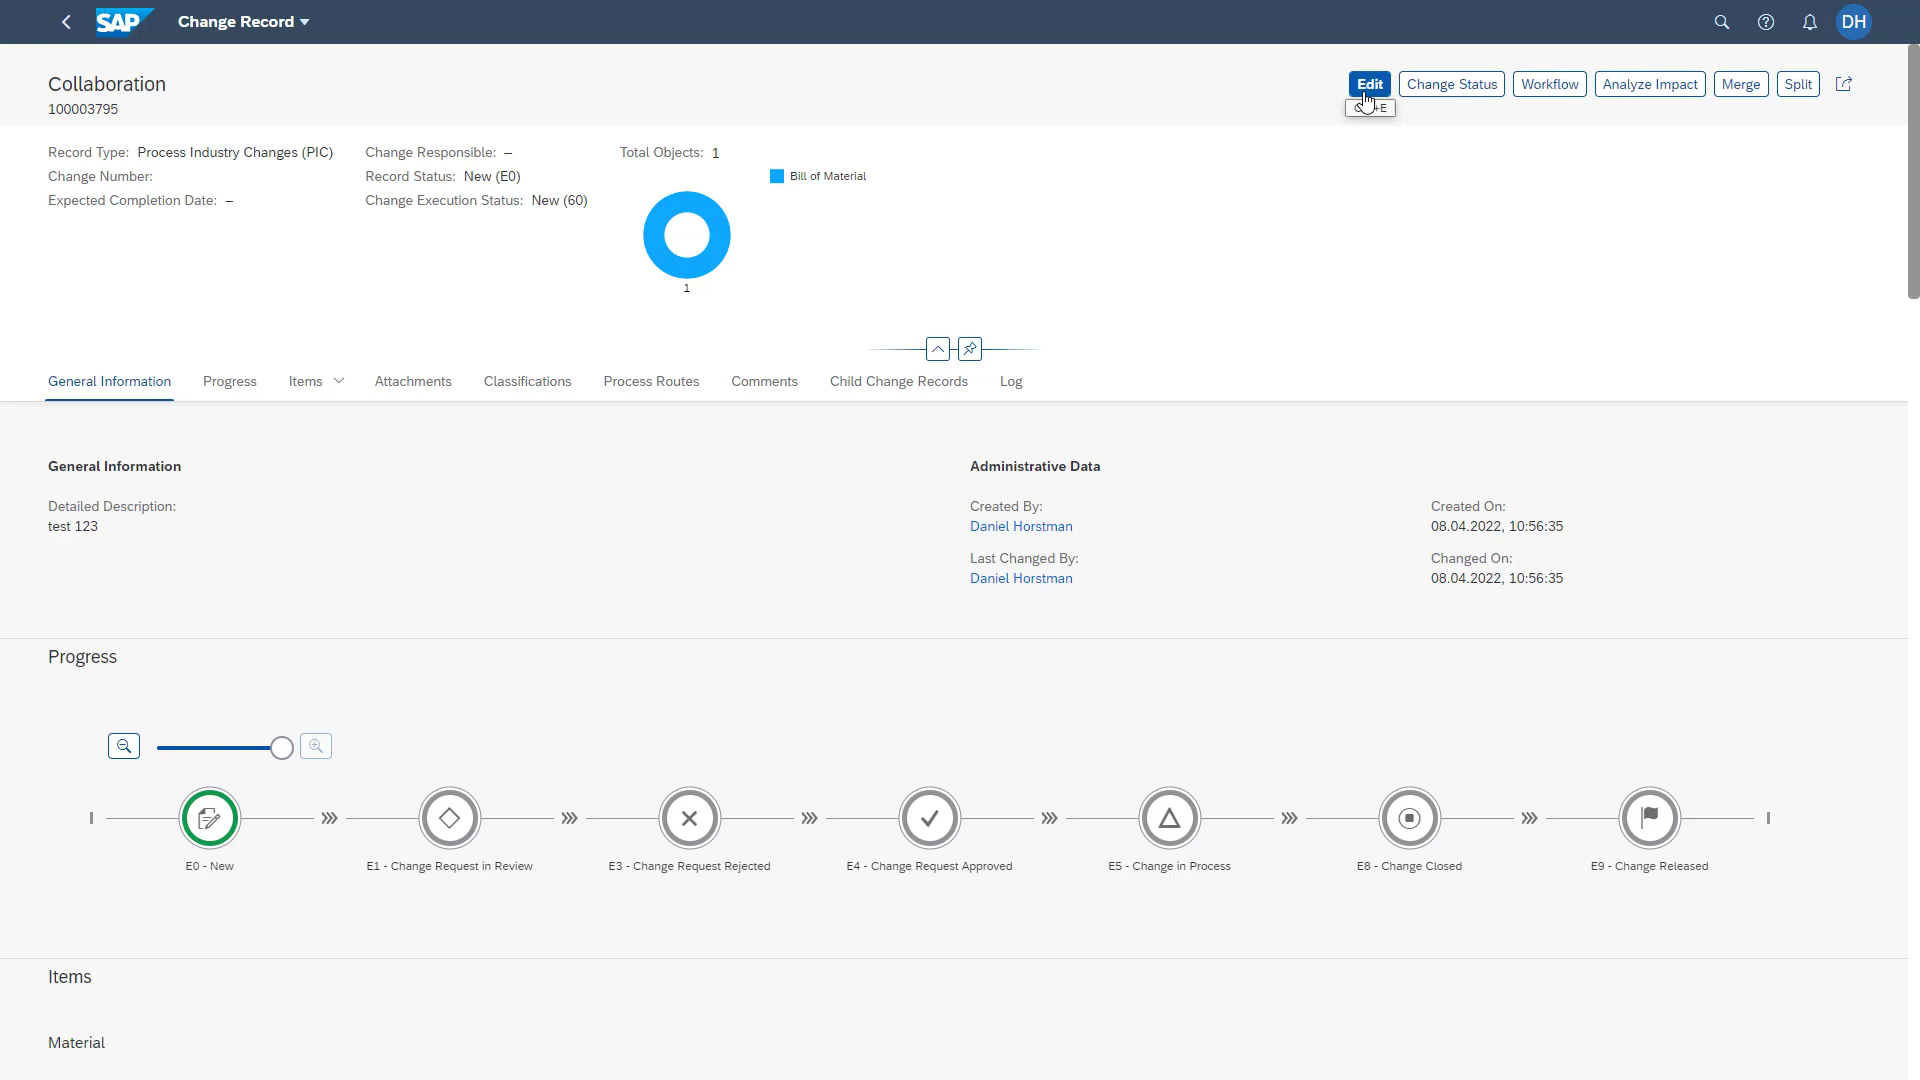 SAP Change Record DH
Collaboration
100003795
Edit Change Status Workflow Analyze Impact Merge Split
Record Type: Process Industry Changes (PIC)
Change Number:
Expected Completion Date: –
Change Responsible: –
Record Status: New (E0)
Change Execution Status: New (60)
Total Objects: 1
Bill of Material
1
General Information Progress Items Attachments Classifications Process Routes Comments Child Change Records Log
General Information
Detailed Description:
test 123
Administrative Data
Created By:
Daniel Horstman
Last Changed By:
Daniel Horstman
Created On:
08.04.2022, 10:56:35
Changed On:
08.04.2022, 10:56:35
Progress
E0 - New
E1 - Change Request in Review
E3 - Change Request Rejected
E4 - Change Request Approved
E5 - Change in Process
E8 - Change Closed
E9 - Change Released
Items
Material